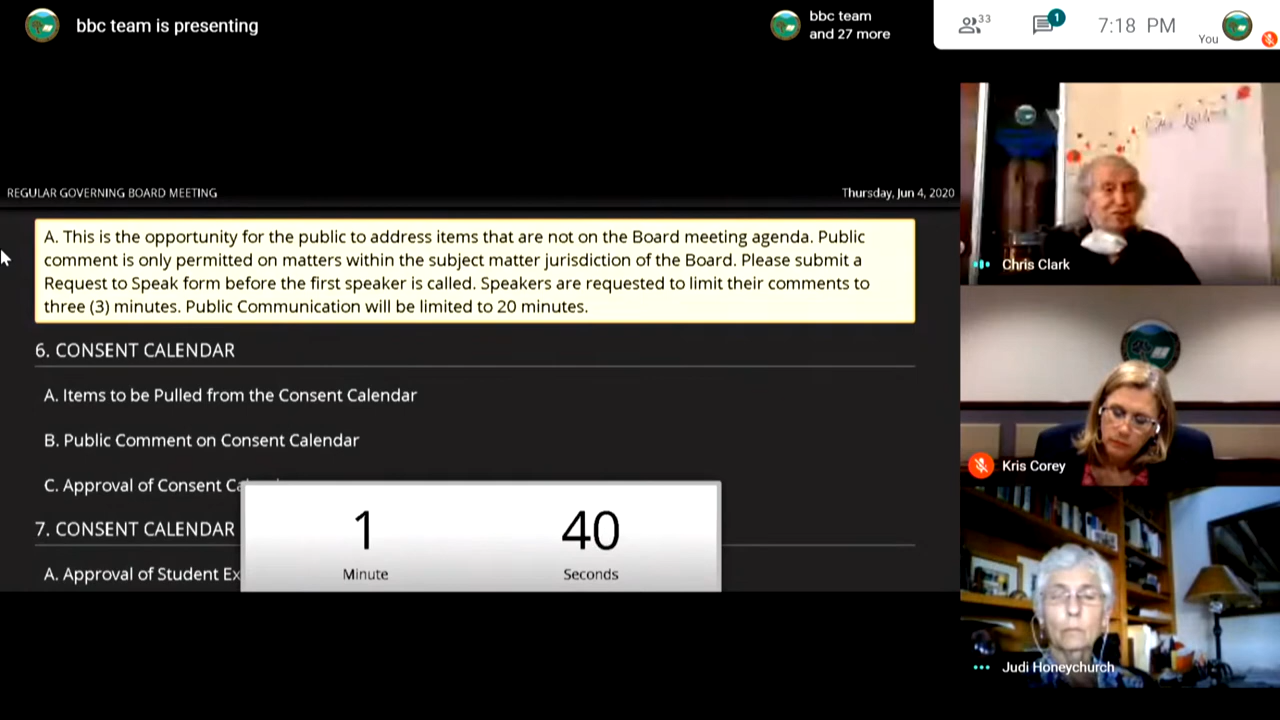 bbc team is presenting
bbc team
and 27 more
33
1
7:18 PM
You
REGULAR GOVERNING BOARD MEETING
Thursday, Jun 4, 2020
A. This is the opportunity for the public to address items that are not on the Board meeting agenda. Public
comment is only permitted on matters within the subject matter jurisdiction of the Board. Please submit a
Request to Speak form before the first speaker is called. Speakers are requested to limit their comments to
three (3) minutes. Public Communication will be limited to 20 minutes.
6. CONSENT CALENDAR
A. Items to be Pulled from the Consent Calendar
B. Public Comment on Consent Calendar
C. Approval of Consent
7. CONSENT CALENDAR
A. Approval of Student Ex
1 40
Minute Seconds
Chris Clark
Kris Corey
Judi Honeychurch